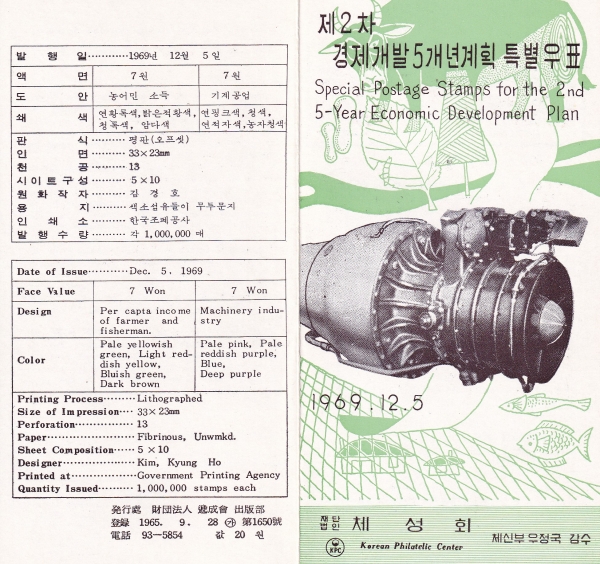 발 행 일 ············ 1969년 12월 5일
액 면 7원 7원
도 안 농어민 소득 기계공업
쇄 색 연황록색,밝은적황색, 청록색, 암다색 연핑크색, 청색, 연적자색,농자청색
판 식 ············ 평판(오프셋)
인 면 ············ 33×23mm
천 공 ············ 13
시이트구성 ········ 5×10
원화작자 ········ 김 경 호
용 지 ············ 색소섬유들이 무투문지
인 쇄 소 ············ 한국조폐공사
발행수량 ········ 각 1,000,000 매
Date of Issue ············ Dec. 5, 1969
Face Value 7 Won 7 Won
Design Per capta income of farmer and fisherman. Machinery industry
Color Pale yellowish green, Light reddish yellow, Bluish green, Dark brown Pale pink, Pale reddish purple, Blue, Deep purple
Printing Process ········· Lithographed
Size of Impression ···· 33×23mm
Perforation ················ 13
Paper ······················ Fibrinous, Unwmkd.
Sheet Composition ····· 5×10
Designer ··················· Kim, Kyung Ho
Printed at ················· Government Printing Agency
Quantity Issued ·········· 1,000,000 stamps each
発行處 財団法人 遞成會 出版部
登録 1965. 9. 28 ㉮ 第1650號
電話 93-5854 값 20 원
제2차
경제개발5개년계획 특별우표
Special Postage Stamps for the 2nd
5-Year Economic Development Plan
1969.12.5
재단법인 체 성 회
KPC
Korean Philatelic Center
체신부 우정국 감수